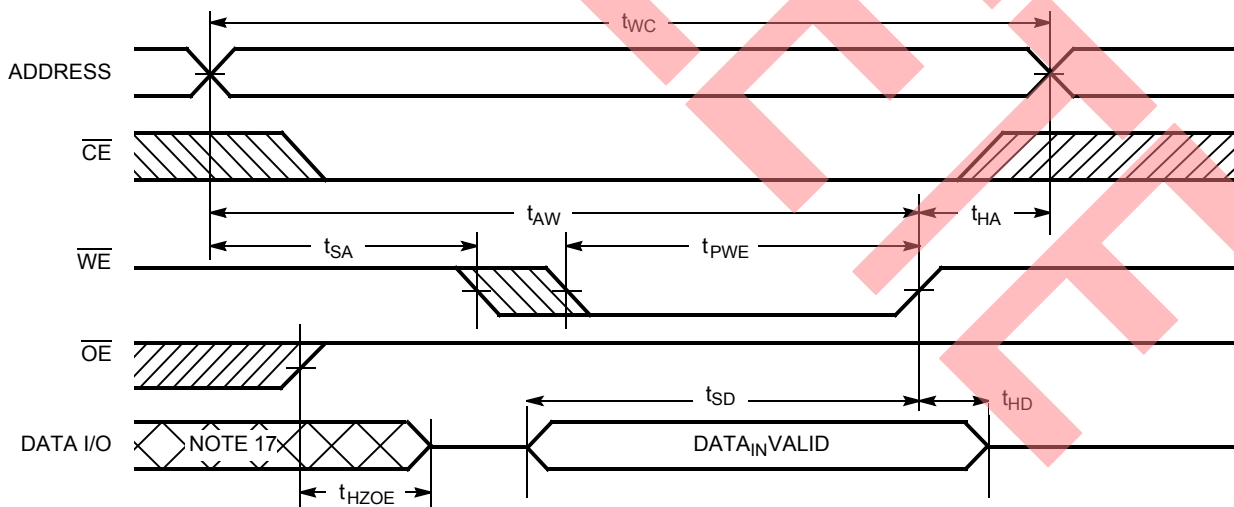 tWC
ADDRESS
CE
tAW
tHA
tSA
tPWE
WE
OE
tSD
tHD
DATA I/O
NOTE 17
DATAINVALID
tHZOE